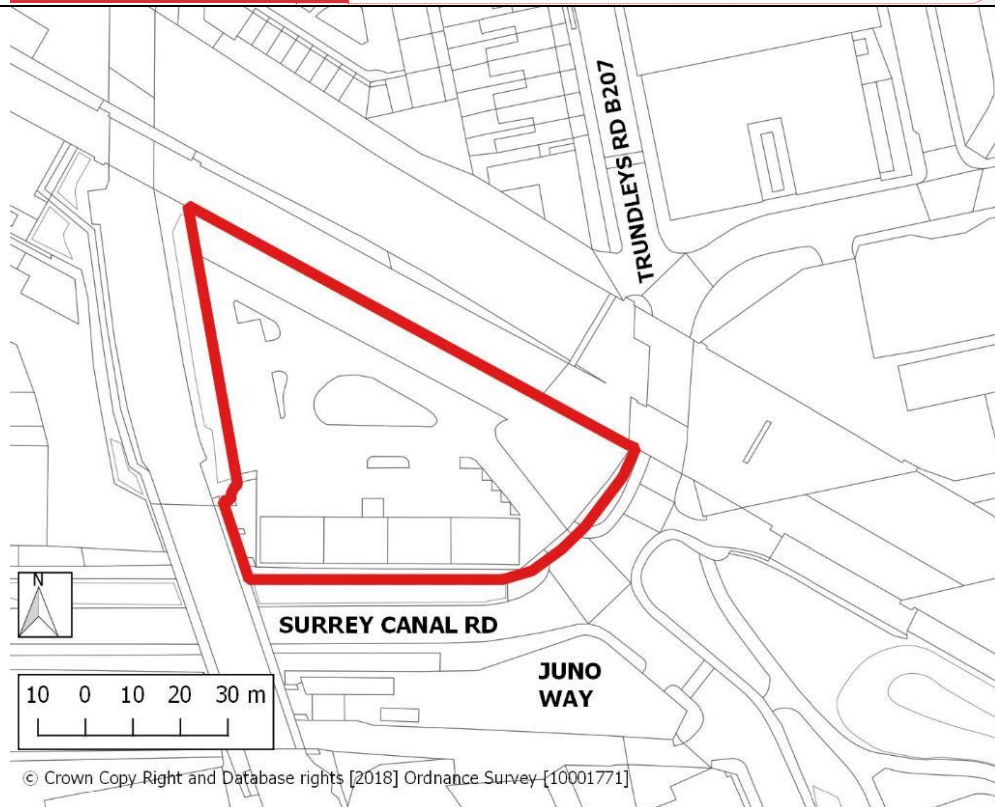 TRUNDLEYS RD B207
N
SURREY CANAL RD
JUNO
WAY
10 0 10 20 30 m
© Crown Copy Right and Database rights [2018] Ordnance Survey [10001771]